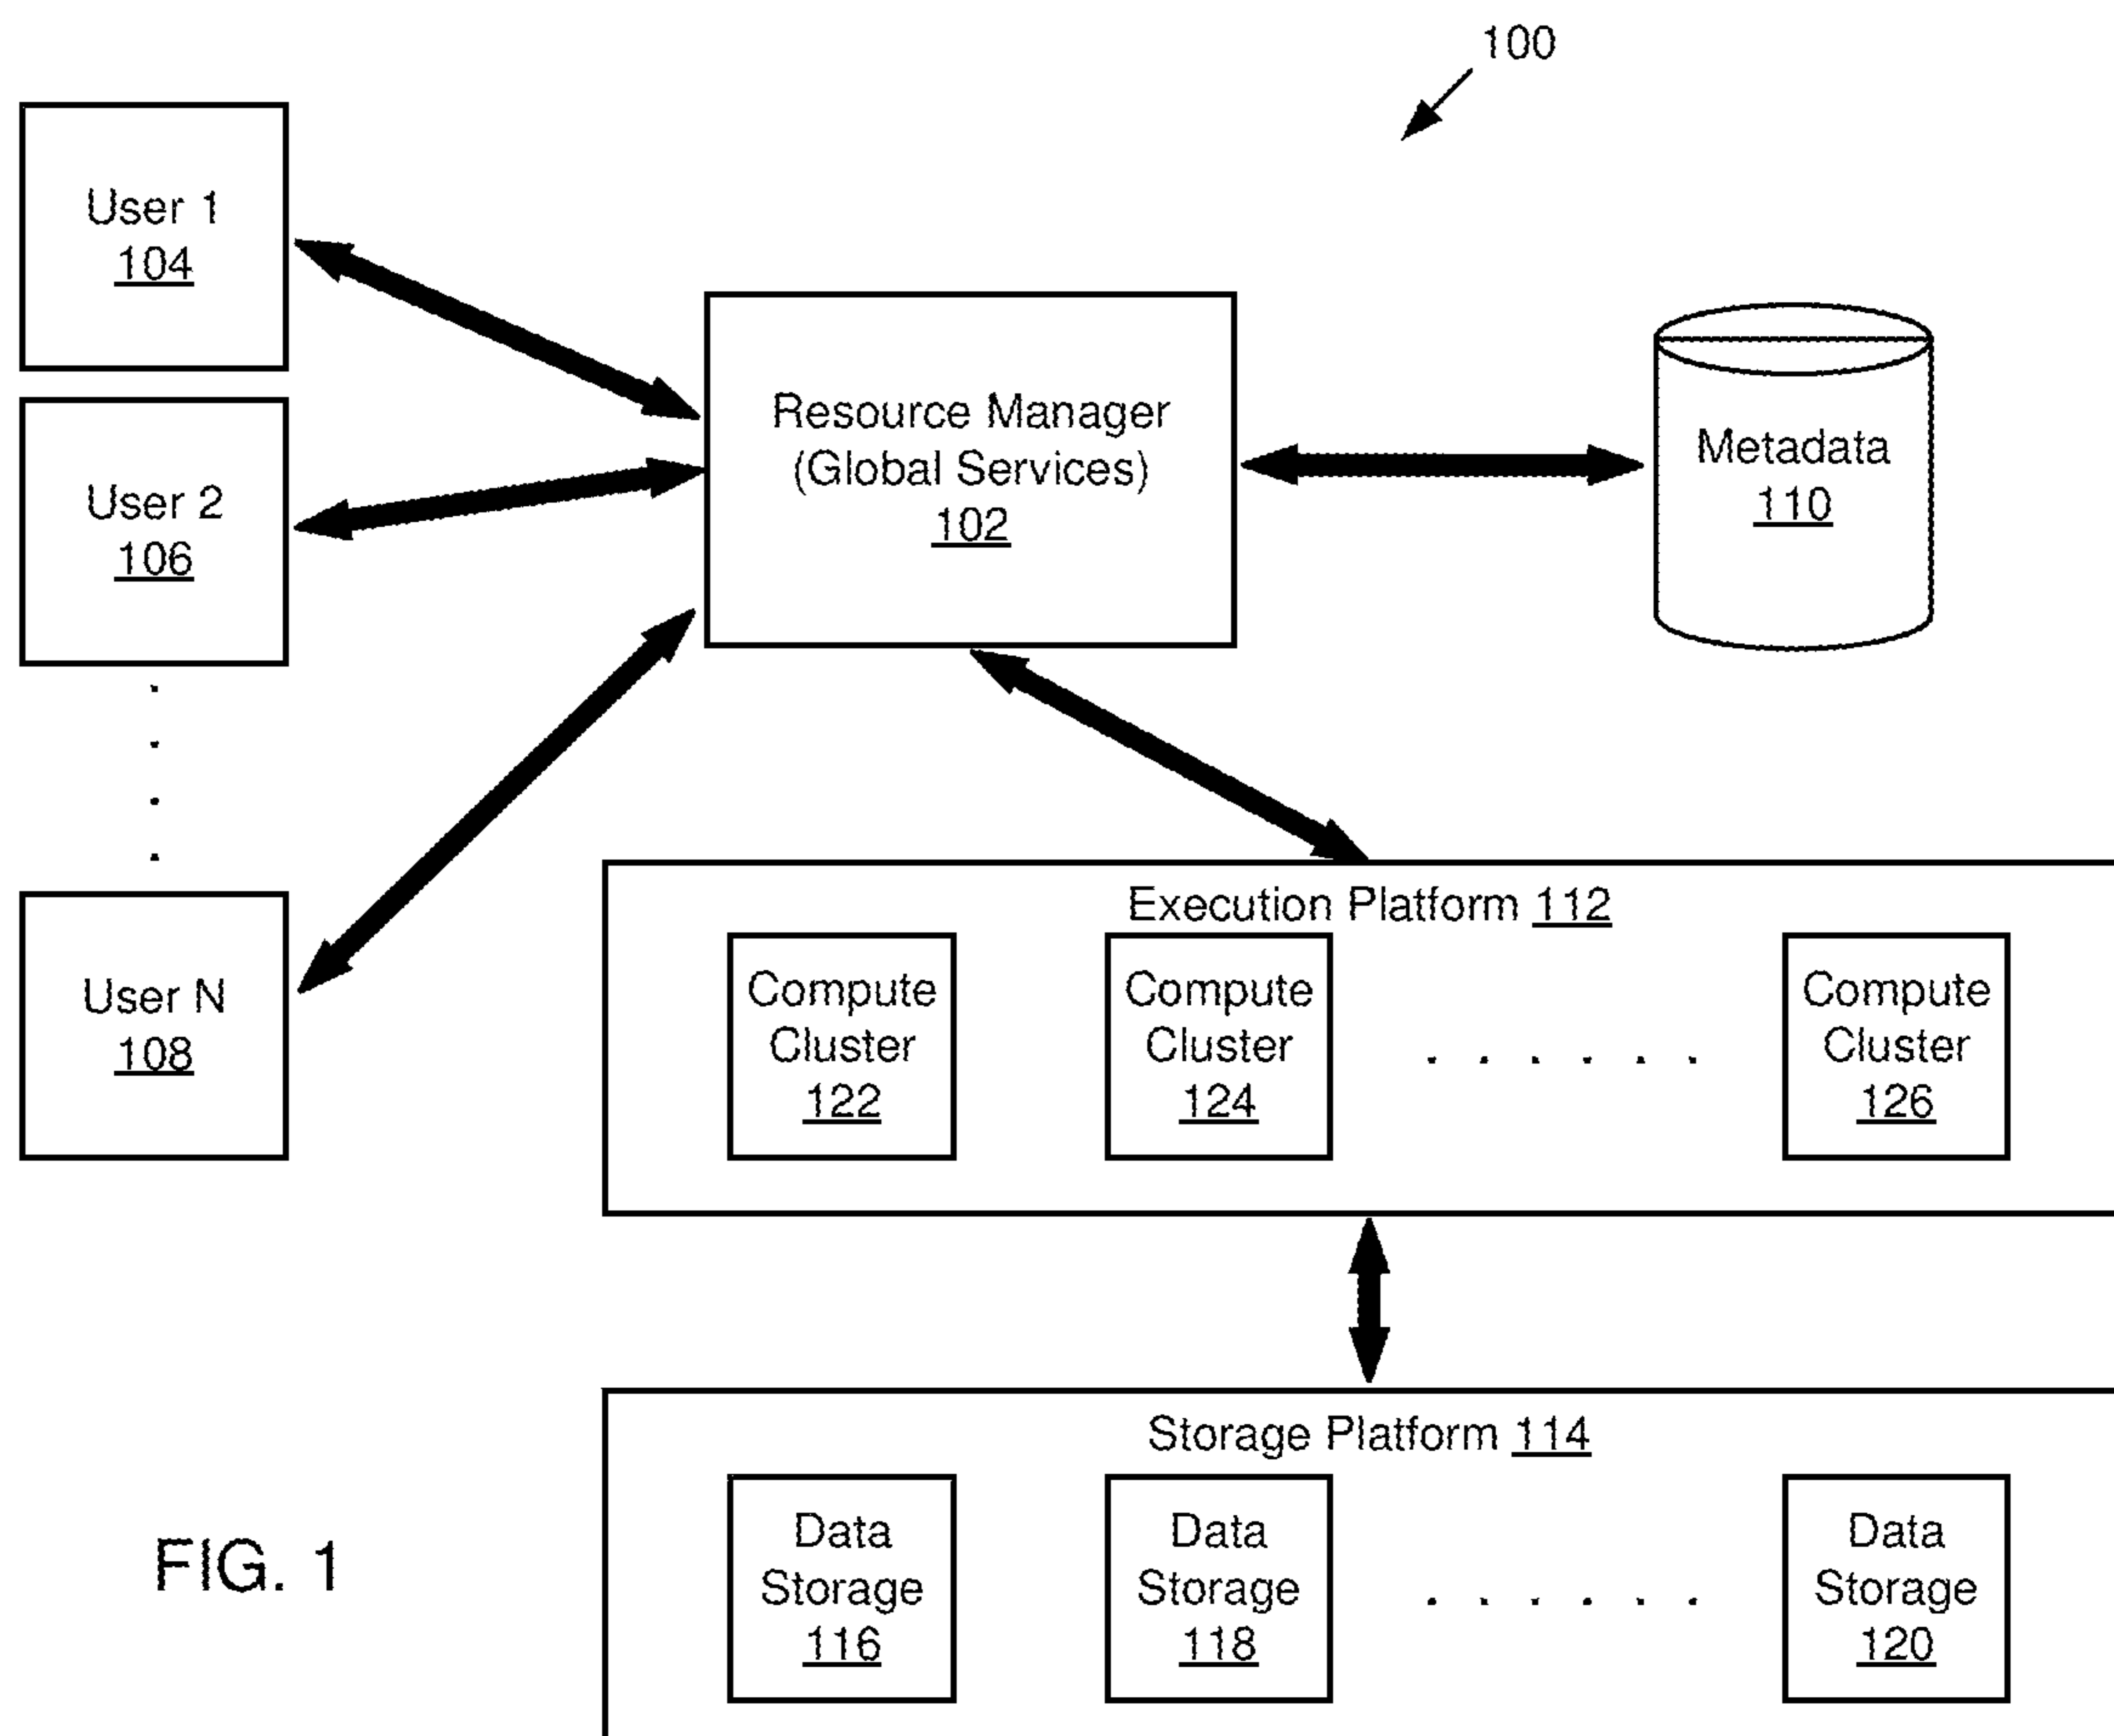 100
User 1
104
User 2
106
User N
108
Resource Manager
(Global Services)
102
Metadata
110
Execution Platform 112
Compute
Cluster
122
Compute
Cluster
124
Compute
Cluster
126
Storage Platform 114
Data
Storage
116
Data
Storage
118
Data
Storage
120
FIG. 1